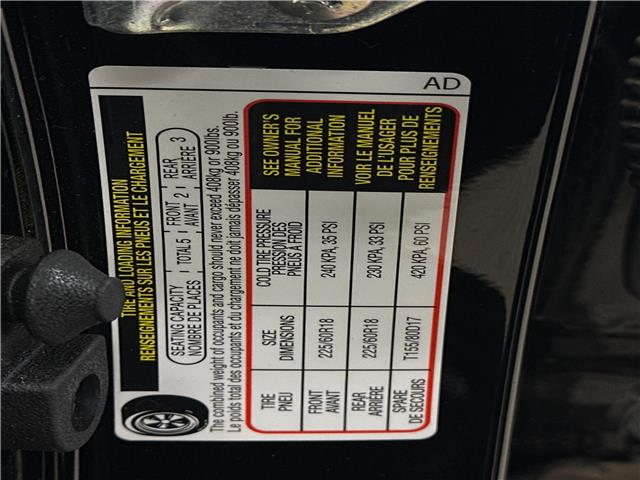 TIRE AND LOADING INFORMATION
RENSEIGNEMENTS SUR LES PNEUS ET LE CHARGEMENT
SEATING CAPACITY TOTAL 5 FRONT 2 REAR 3
NOMBRE DE PLACES AVANT ARRIÈRE
The combined weight of occupants and cargo should never exceed 408kg or 900lbs.
Le poids total des occupants et du chargement ne doit jamais dépasser 408kg ou 900lb.
TIRE SIZE COLD TIRE PRESSURE
PNEU DIMENSIONS PRESSION DES
PNEUS À FROID
FRONT 225/60R18 240 KPA, 35 PSI
AVANT
REAR 225/60R18 230 KPA, 33 PSI
ARRIÈRE
SPARE T155/80D17 420 KPA, 60 PSI
DE SECOURS
SEE OWNER'S
MANUAL FOR
ADDITIONAL
INFORMATION
VOIR LE MANUEL
DE L'USAGER
POUR PLUS DE
RENSEIGNEMENTS
AD